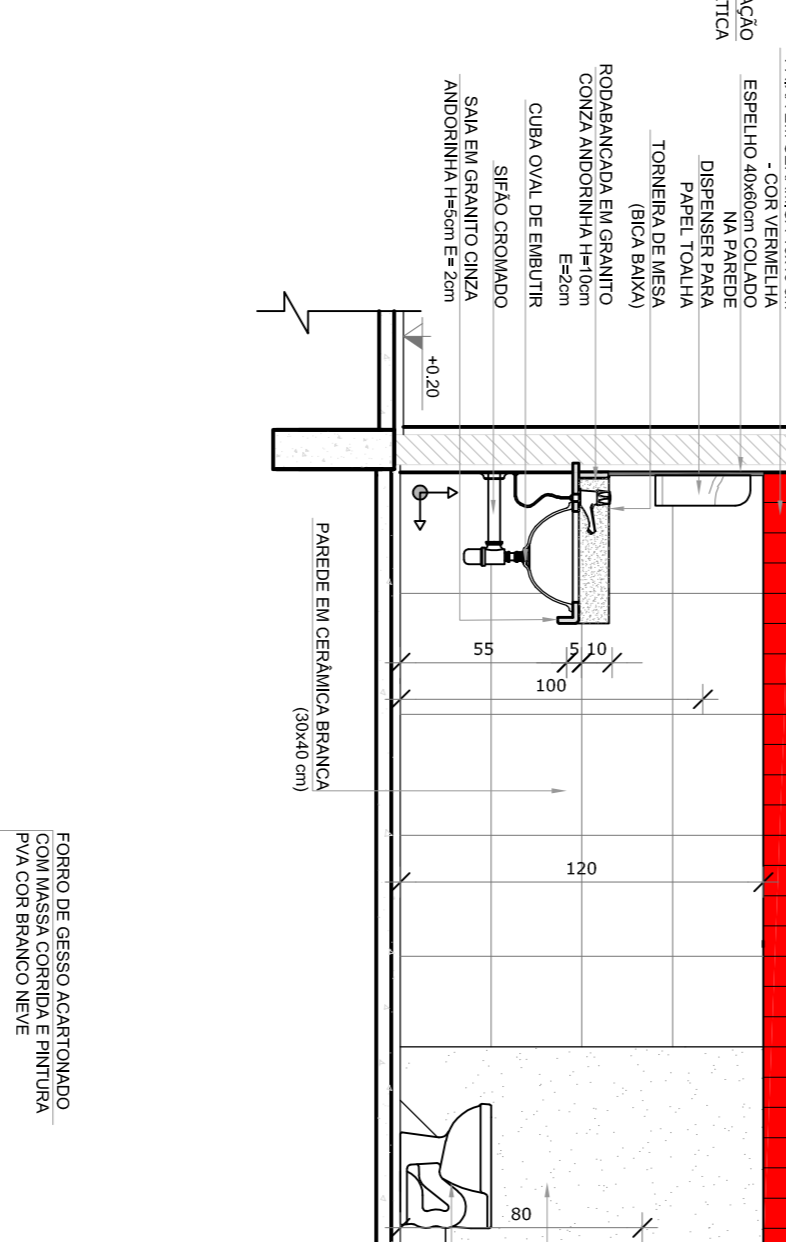 AÇÃO
TICA
- COR VERMELHA
ESPELHO 40x60cm COLADO
NA PAREDE
DISPENSER PARA
PAPEL TOALHA
TORNEIRA DE MESA
(BICA BAIXA)
RODABANCADA EM GRANITO
CONZA ANDORINHA H=10cm
E=2cm
CUBA OVAL DE EMBUTIR
SIFÃO CROMADO
SAIA EM GRANITO CINZA
ANDORINHA H=5cm E= 2cm
+0.20
55
5
10
100
120
80
PAREDE EM CERÂMICA BRANCA
(30x40 cm)
FORRO DE GESSO ACARTONADO
COM MASSA CORRIDA E PINTURA
PVA COR BRANCO NEVE